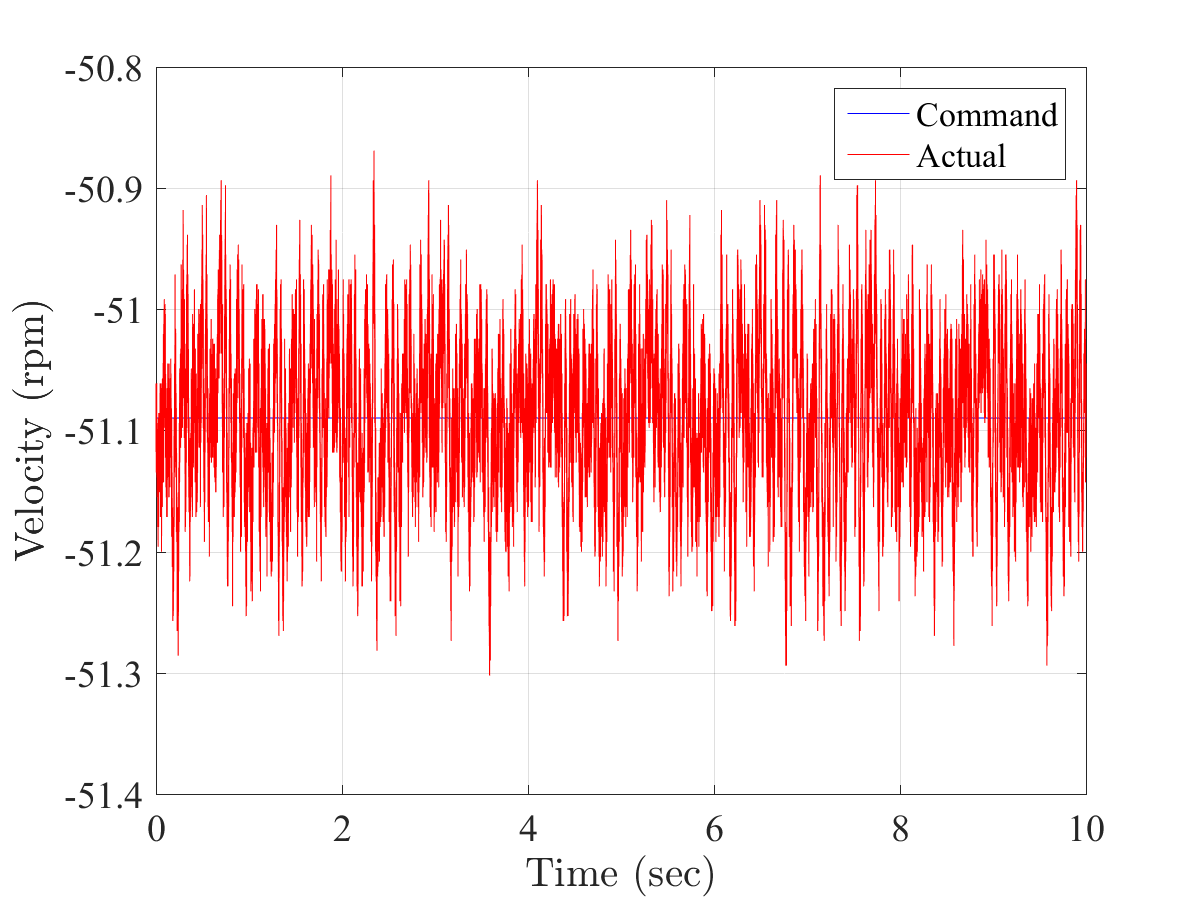 -50.8
-50.9
-51
-51.1
-51.2
-51.3
-51.4
0 2 4 6 8 10
Time (sec)
Velocity (rpm)
Command
Actual